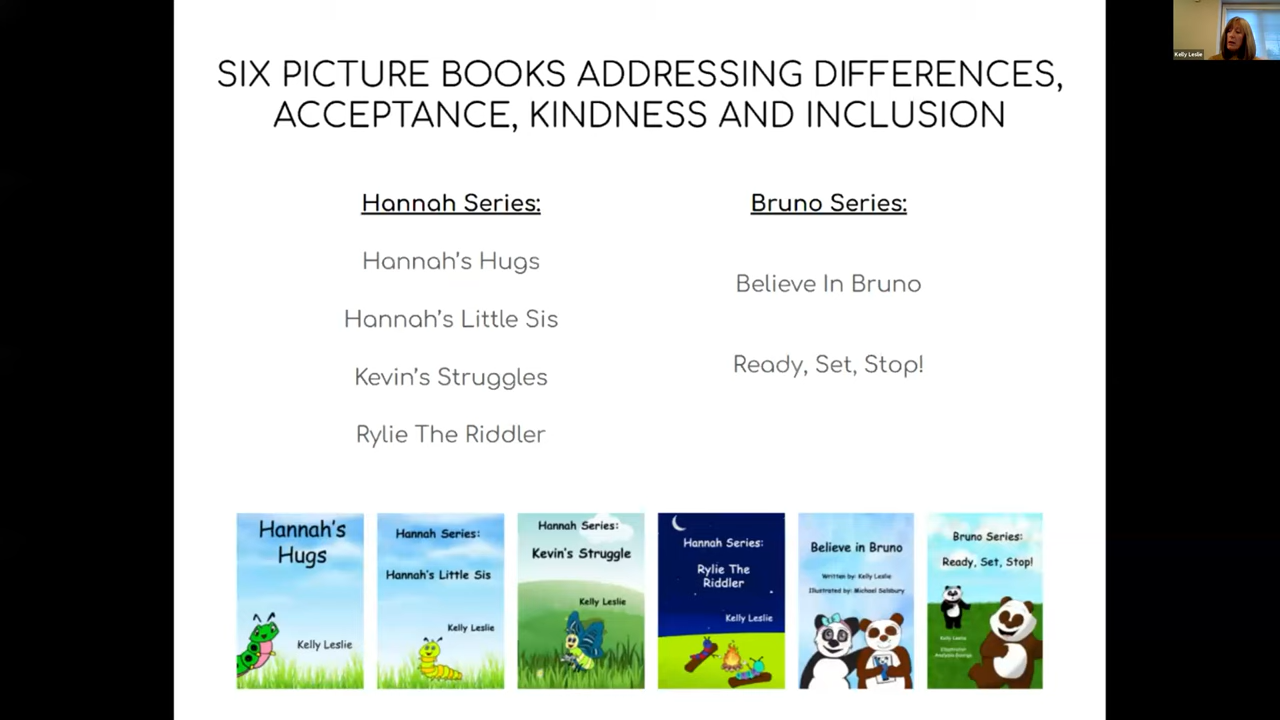 Kelly Leslie
SIX PICTURE BOOKS ADDRESSING DIFFERENCES,
ACCEPTANCE, KINDNESS AND INCLUSION
Hannah Series:
Hannah's Hugs
Hannah's Little Sis
Kevin's Struggles
Rylie The Riddler
Bruno Series:
Believe In Bruno
Ready, Set, Stop!
Hannah's
Hugs
Kelly Leslie
Hannah Series:
Hannah's Little Sis
Kelly Leslie
Hannah Series:
Kevin's Struggle
Kelly Leslie
Hannah Series:
Rylie The
Riddler
Kelly Leslie
Believe in Bruno
Written by: Kelly Leslie
Illustrated by: Michael Salsbury
Bruno Series:
Ready, Set, Stop!
Kelly Leslie